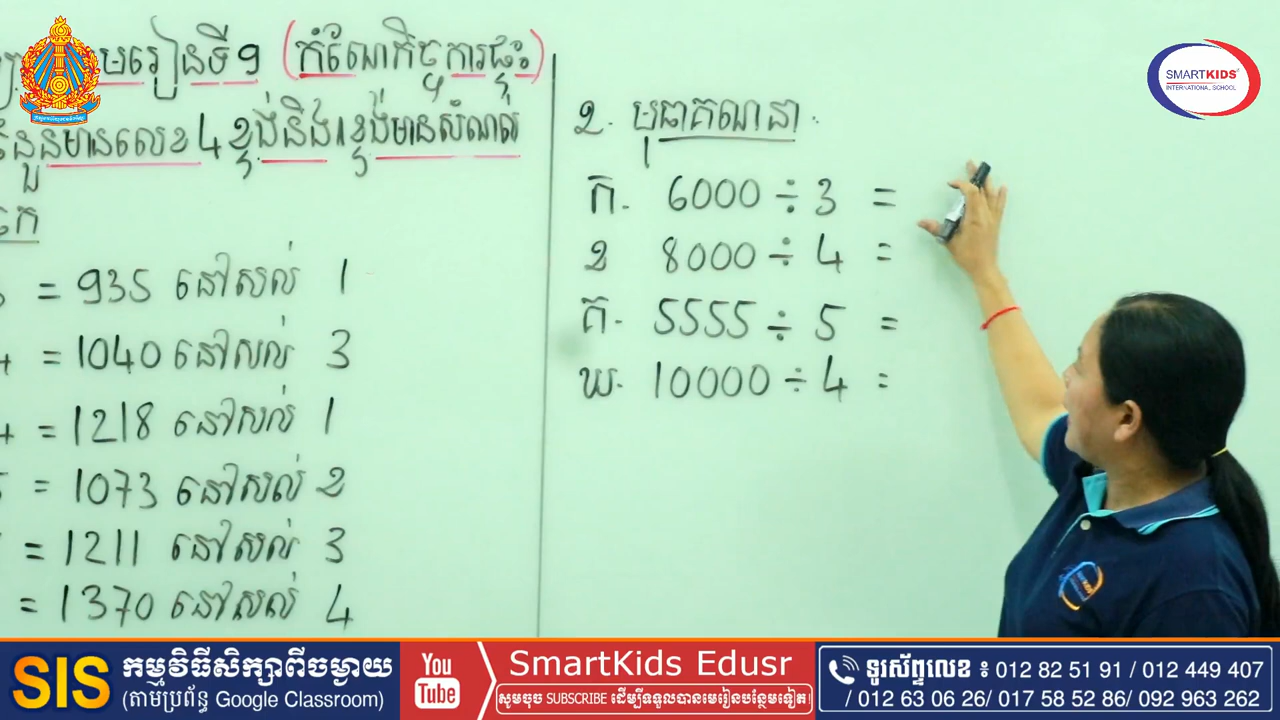 មរៀនទី១ (កំណែកិច្ចការផ្ទះ)
ចំនួនមានលេខ 4 ខ្ទង់នឹង 1 ខ្ទង់មានសំណល់
= 935 នៅសល់ 1
= 1040 នៅសល់ 3
= 1218 នៅសល់ 1
= 1073 នៅសល់ 2
= 1211 នៅសល់ 3
= 1370 នៅសល់ 4
២. ប្រមាណ​គណនា
ក. 6000 ÷ 3 =
ខ 8000 ÷ 4 =
គ. 5555 ÷ 5 =
ឃ. 10000 ÷ 4 =
SMARTKIDS
INTERNATIONAL SCHOOL
SIS កម្មវិធីសិក្សាពីចម្ងាយ
(តាមប្រព័ន្ធ Google Classroom)
You Tube
SmartKids Edusr
សូមចុច SUBSCRIBE ដើម្បីទទួលបានមេរៀនបន្ថែមទៀត!
ទូរស័ព្ទលេខ ៖ 012 82 51 91 / 012 449 407
/ 012 63 06 26/ 017 58 52 86/ 092 963 262